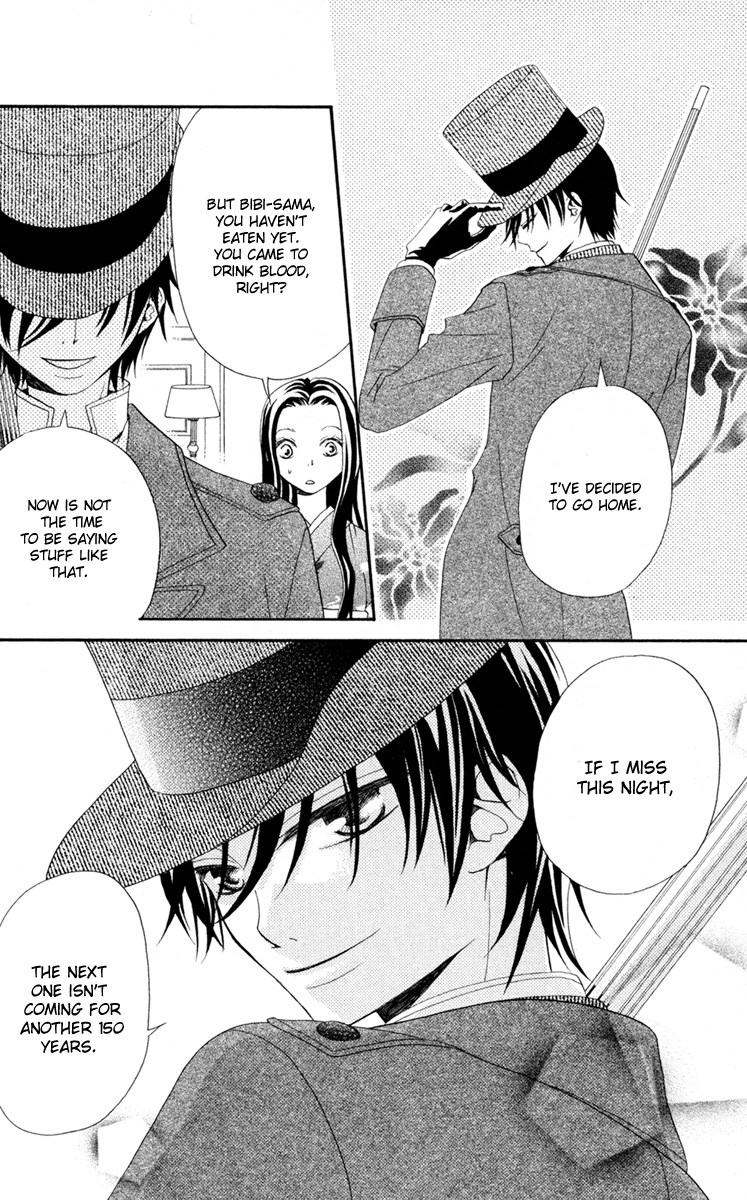 I'VE DECIDED
TO GO HOME.
BUT BIBI-SAMA,
YOU HAVEN'T
EATEN YET.
YOU CAME TO
DRINK BLOOD,
RIGHT?
NOW IS NOT
THE TIME
TO BE SAYING
STUFF LIKE
THAT.
IF I MISS
THIS NIGHT,
THE NEXT
ONE ISN'T
COMING FOR
ANOTHER 150
YEARS.